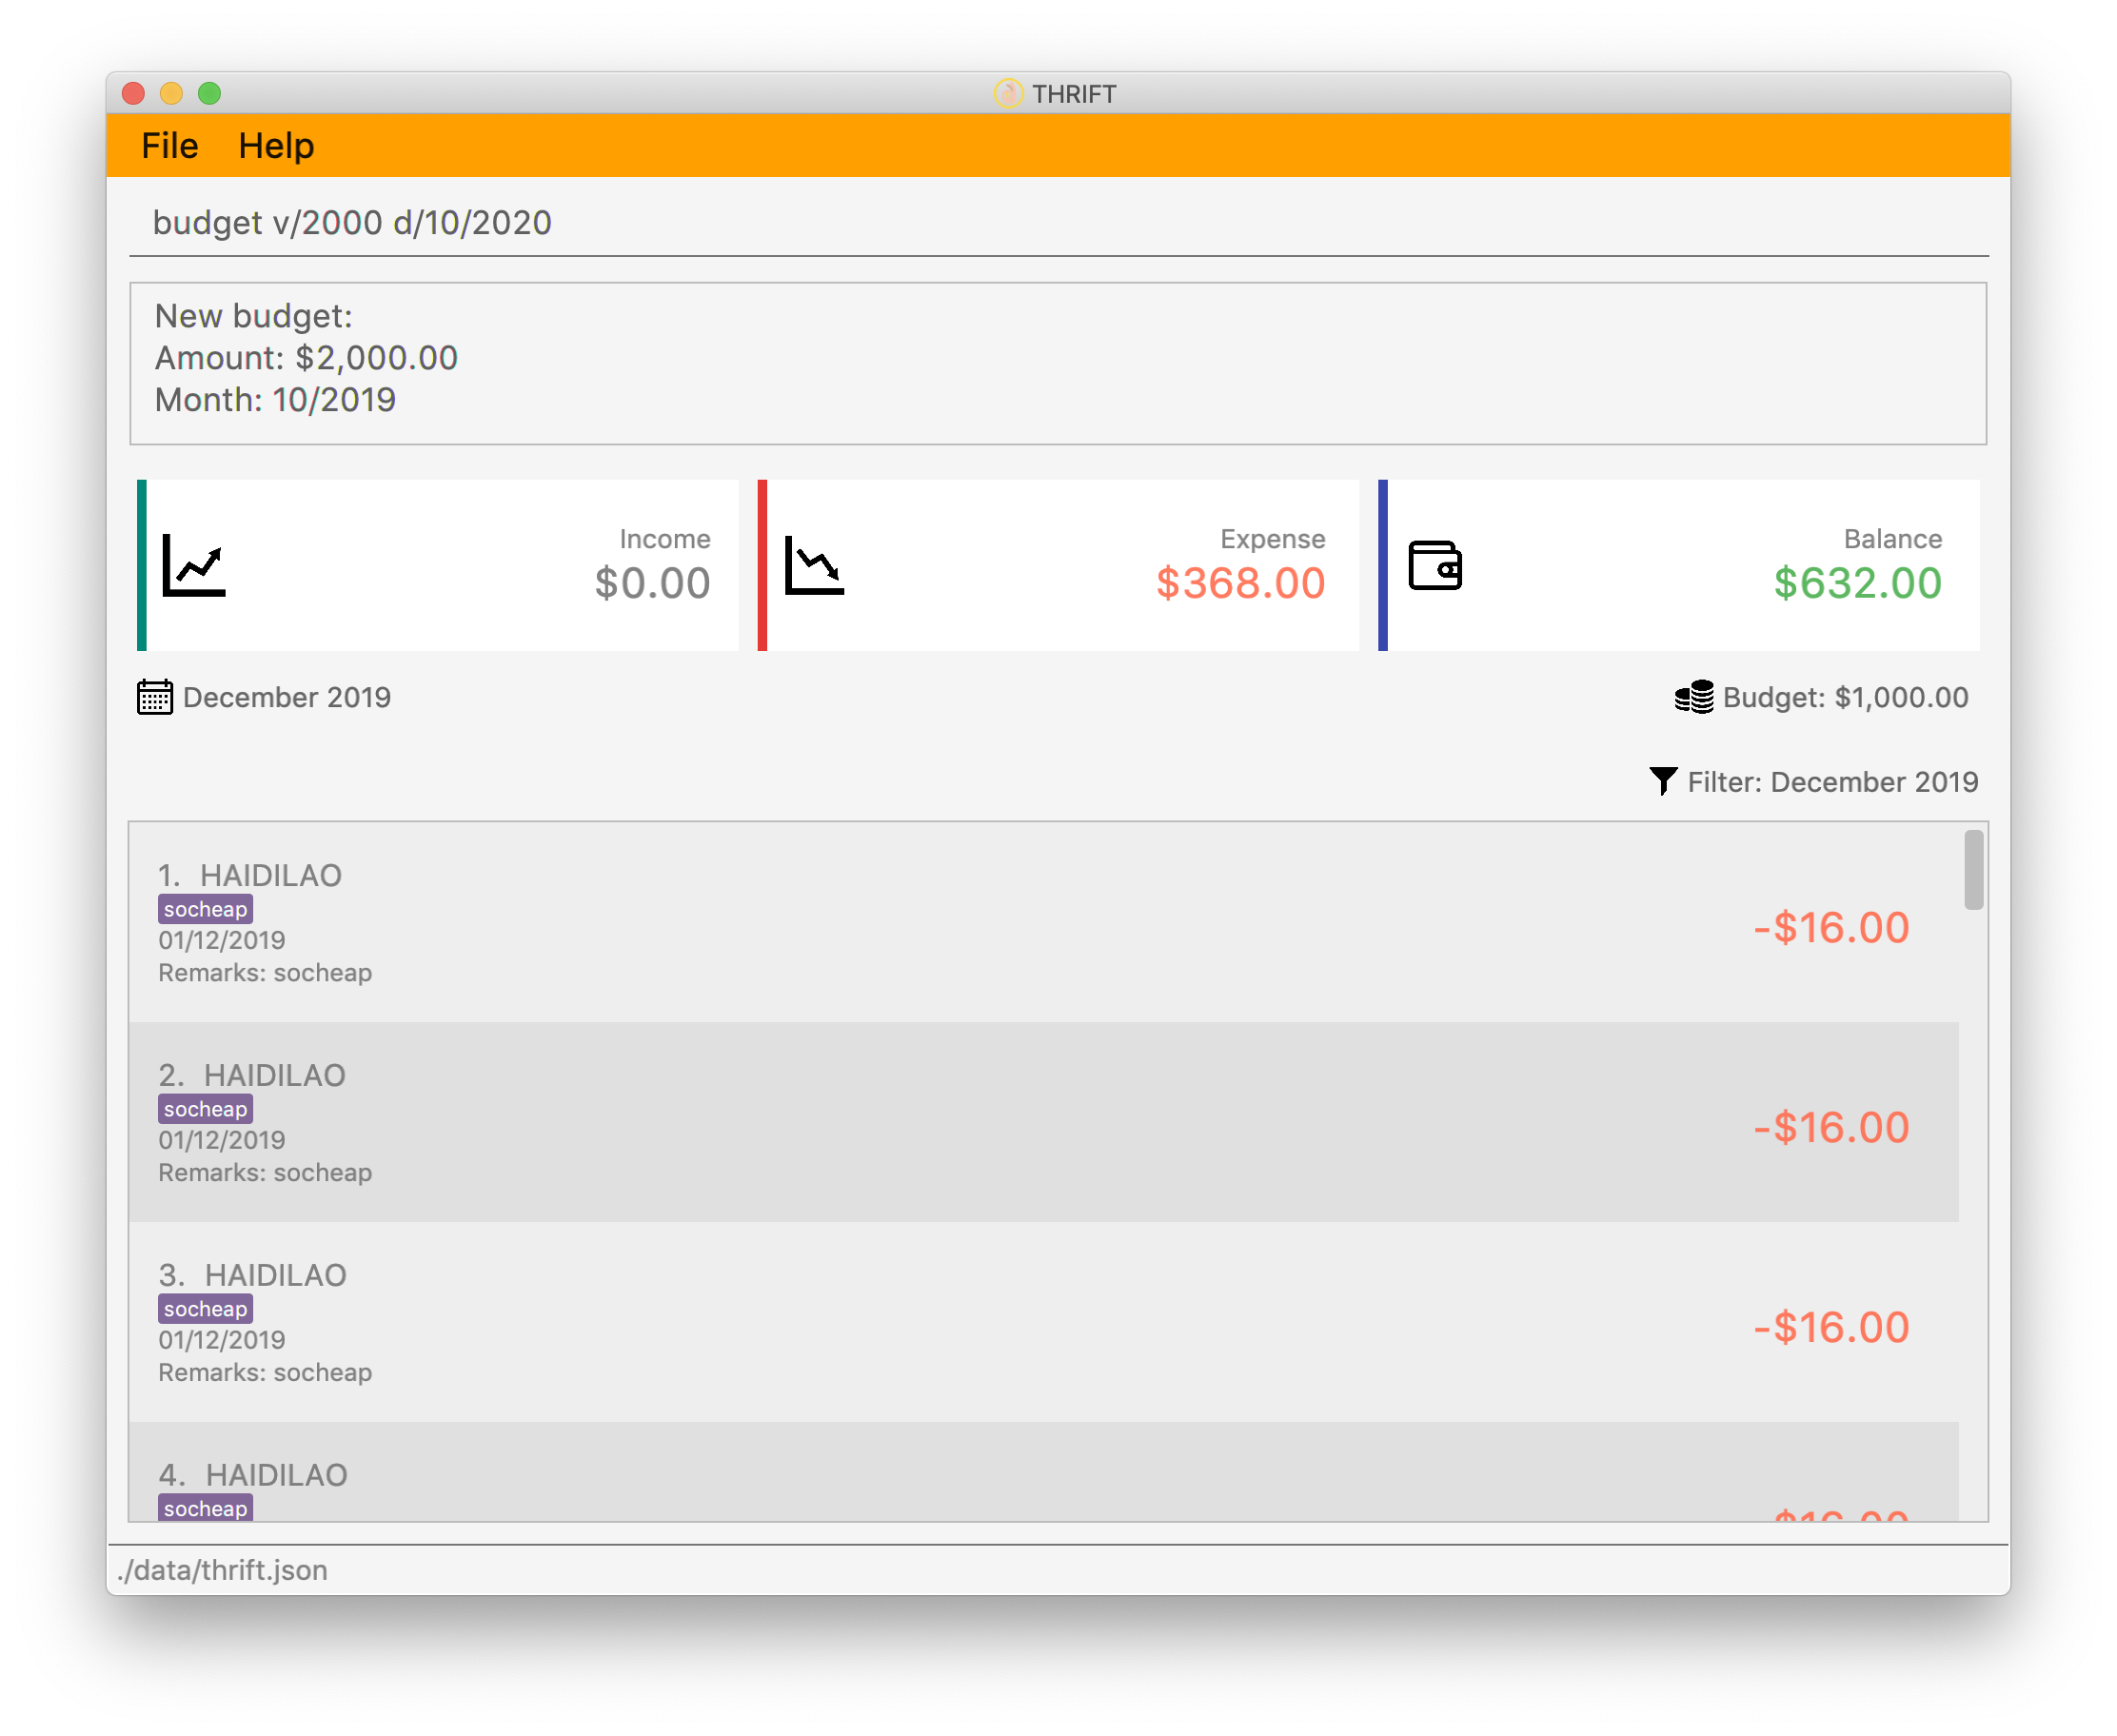 THRIFT
File Help
budget v/2000 d/10/2020
New budget:
Amount: $2,000.00
Month: 10/2019
Income
$0.00
Expense
$368.00
Balance
$632.00
December 2019
Budget: $1,000.00
Filter: December 2019
1. HAIDILAO
socheap
01/12/2019
Remarks: socheap
-$16.00
2. HAIDILAO
socheap
01/12/2019
Remarks: socheap
-$16.00
3. HAIDILAO
socheap
01/12/2019
Remarks: socheap
-$16.00
4. HAIDILAO
socheap
./data/thrift.json